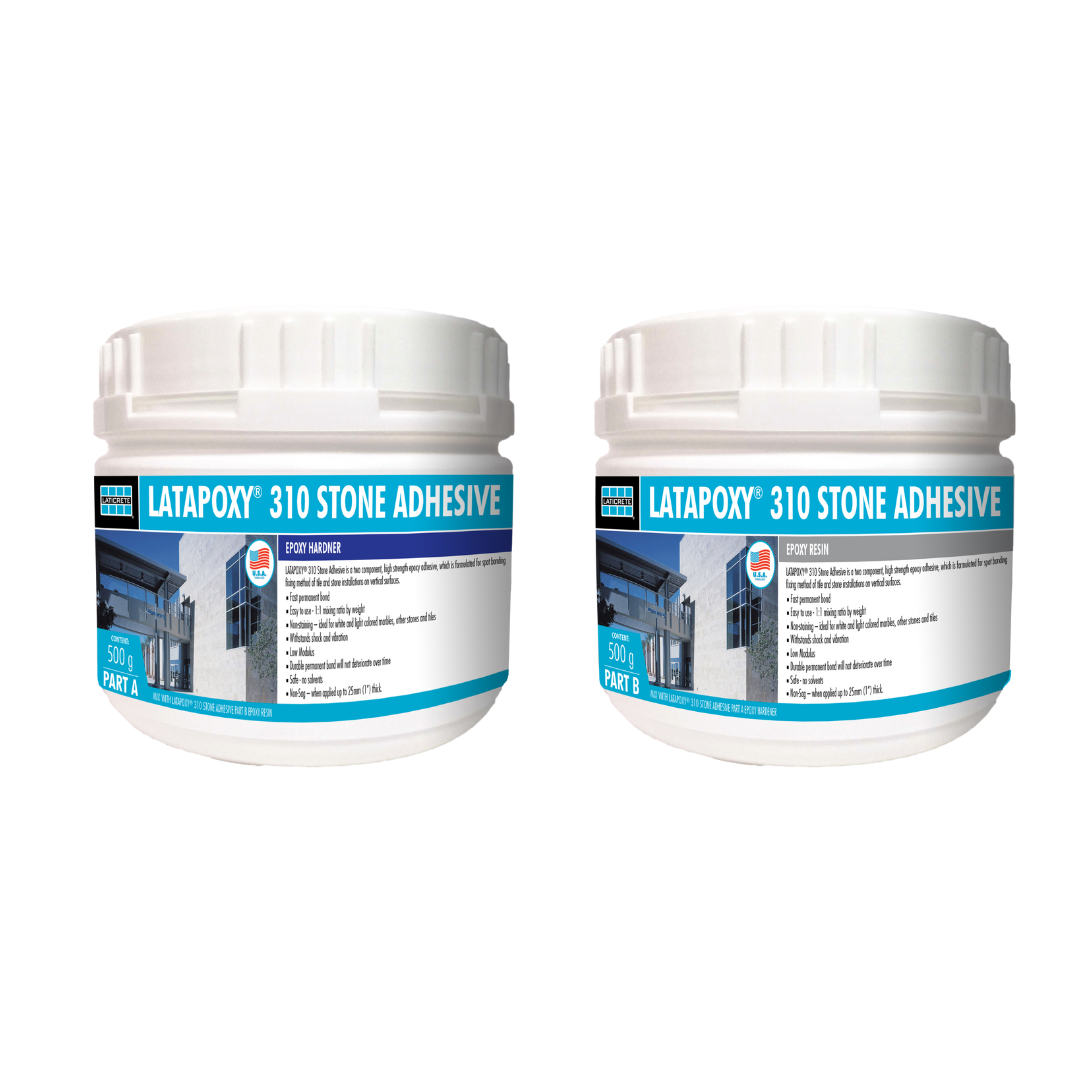 LATICRETE
LATAPOXY® 310 STONE ADHESIVE
EPOXY HARDNER
LATAPOXY® 310 Stone Adhesive is a two component, high strength epoxy adhesive, which is formulated for spot bonding
fixing method of tile and stone installations on vertical surfaces.
• Fast permanent bond
• Easy to use - 1:1 mixing ratio by weight
• Non-staining – ideal for white and light colored marbles, other stones and tiles
• Withstands shock and vibration
• Low Modulus
• Durable permanent bond will not deteriorate over time
• Safe - no solvents
• Non-Sag – when applied up to 25mm (1") thick.
U.S.A.
CONTENT:
500 g
PART A
MIX WITH LATAPOXY® 310 STONE ADHESIVE PART B EPOXY RESIN
LATICRETE
LATAPOXY® 310 STONE ADHESIVE
EPOXY RESIN
LATAPOXY® 310 Stone Adhesive is a two component, high strength epoxy adhesive, which is formulated for spot bonding
fixing method of tile and stone installations on vertical surfaces.
• Fast permanent bond
• Easy to use - 1:1 mixing ratio by weight
• Non-staining – ideal for white and light colored marbles, other stones and tiles
• Withstands shock and vibration
• Low Modulus
• Durable permanent bond will not deteriorate over time
• Safe - no solvents
• Non-Sag – when applied up to 25mm (1") thick.
U.S.A.
CONTENT:
500 g
PART B
MIX WITH LATAPOXY® 310 STONE ADHESIVE PART A EPOXY HARDENER